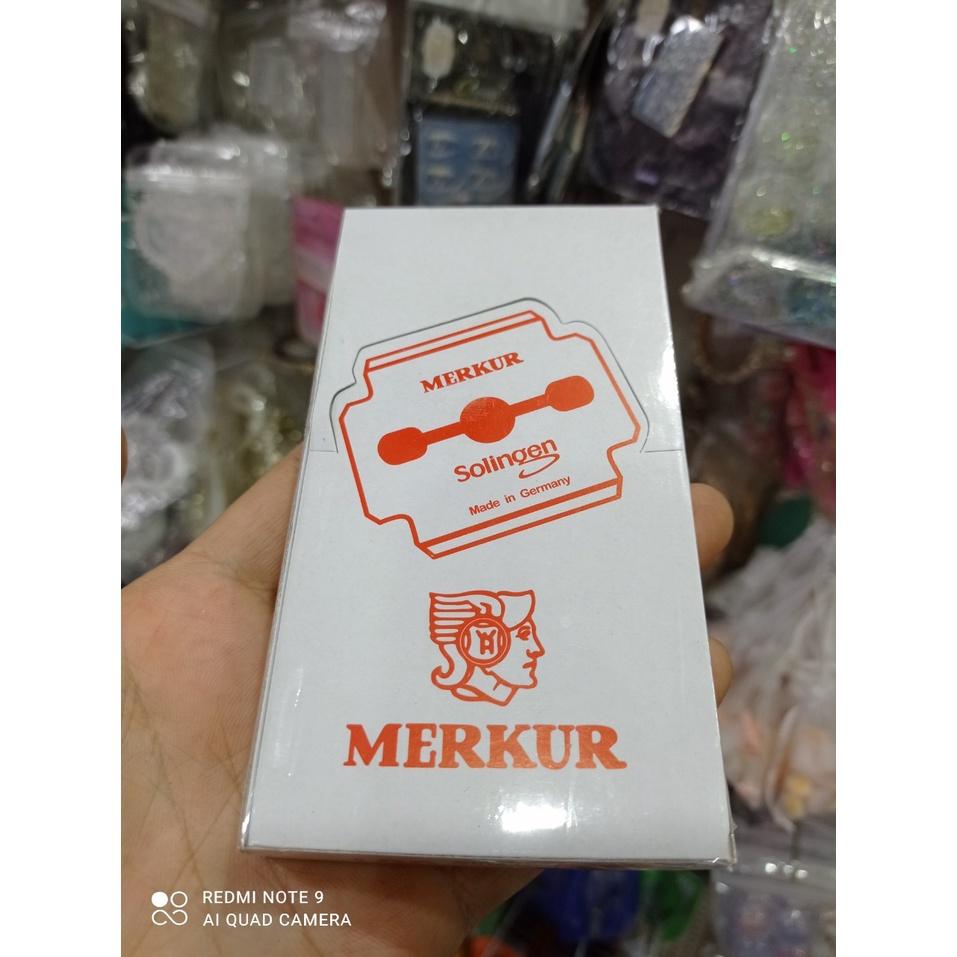 MERKUR
Solingen
Made in Germany
MERKUR
REDMI NOTE 9
AI QUAD CAMERA